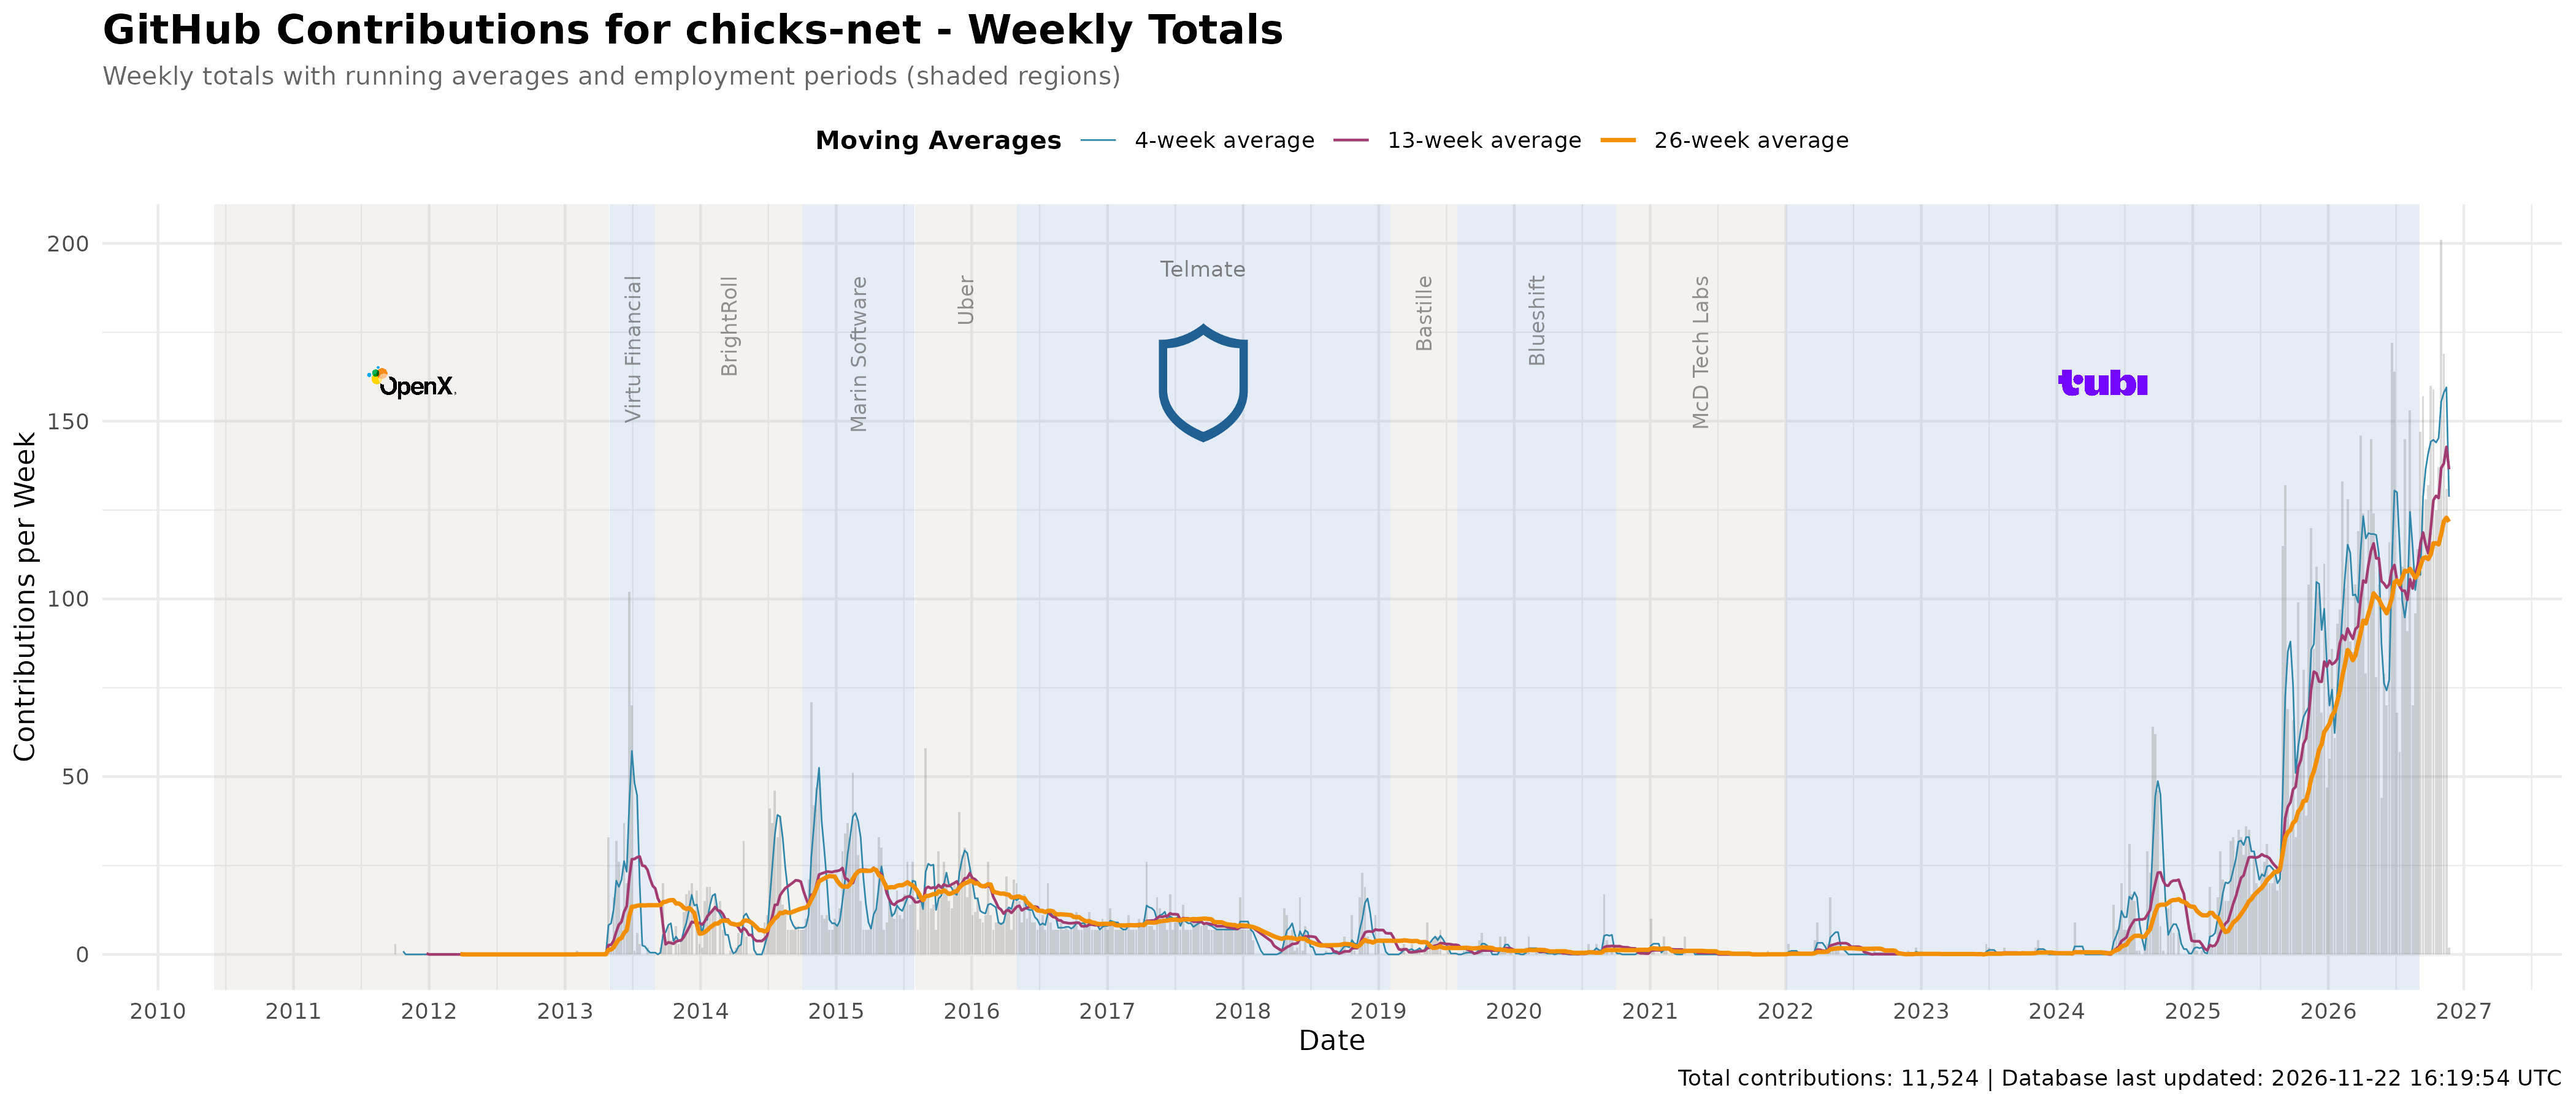 GitHub Contributions for chicks-net - Weekly Totals
Weekly totals with running averages and employment periods (shaded regions)
Moving Averages 4-week average 13-week average 26-week average
Contributions per Week
200
150
100
50
0
OpenX
Virtu Financial
BrightRoll
Marin Software
Uber
Telmate
Bastille
Blueshift
McD Tech Labs
tubi
2010 2011 2012 2013 2014 2015 2016 2017 2018 2019 2020 2021 2022 2023 2024 2025 2026 2027
Date
Total contributions: 11,524 | Database last updated: 2026-11-22 16:19:54 UTC